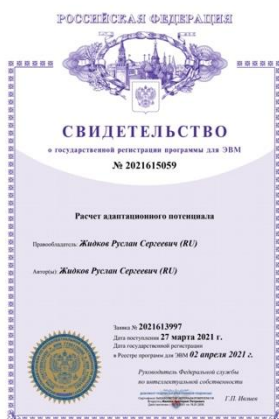 РОССИЙСКАЯ ФЕДЕРАЦИЯ
СВИДЕТЕЛЬСТВО
о государственной регистрации программы для ЭВМ
№ 2021615059
Расчет адаптационного потенциала
Правообладатель: Жидков Руслан Сергеевич (RU)
Автор(ы): Жидков Руслан Сергеевич (RU)
Заявка № 2021613997
Дата поступления 27 марта 2021 г.
Дата государственной регистрации
в Реестре программ для ЭВМ 02 апреля 2021 г.
Руководитель Федеральной службы
по интеллектуальной собственности
Г.П. Ивлиев